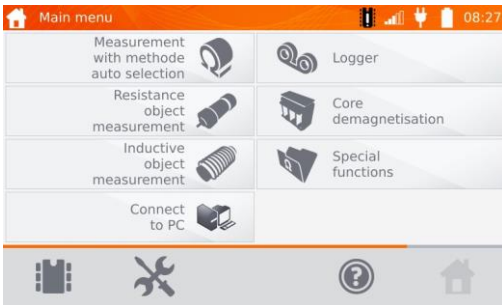 Main menu
08:27
Measurement
with methode
auto selection
Logger
Resistance
object
measurement
Core
demagnetisation
Inductive
object
measurement
Special
functions
Connect
to PC